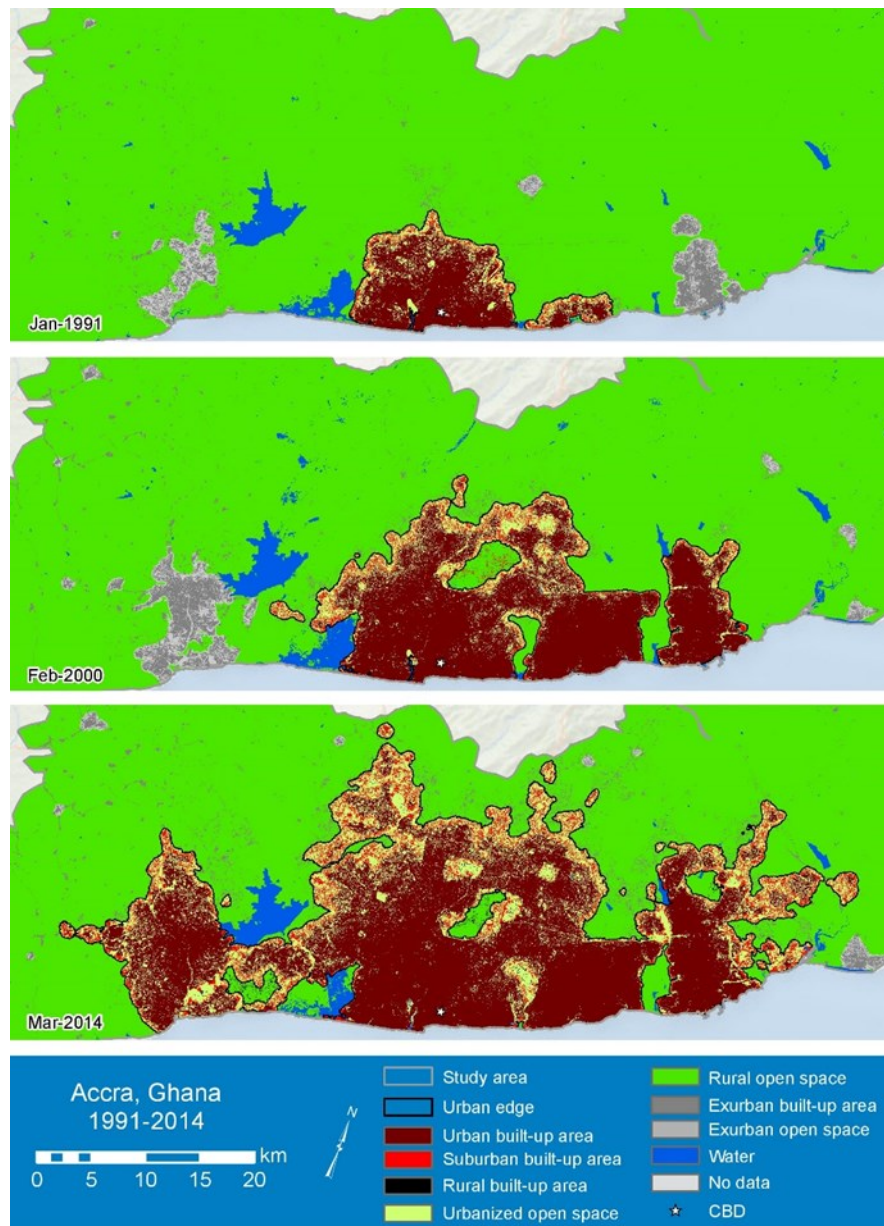 Jan-1991
Feb-2000
Mar-2014
Accra, Ghana
1991-2014
km
0 5 10 20
N
Study area
Urban edge
Urban built-up area
Suburban built-up area
Rural built-up area
Urbanized open space
Rural open space
Exurban built-up area
Exurban open space
Water
No data
CBD